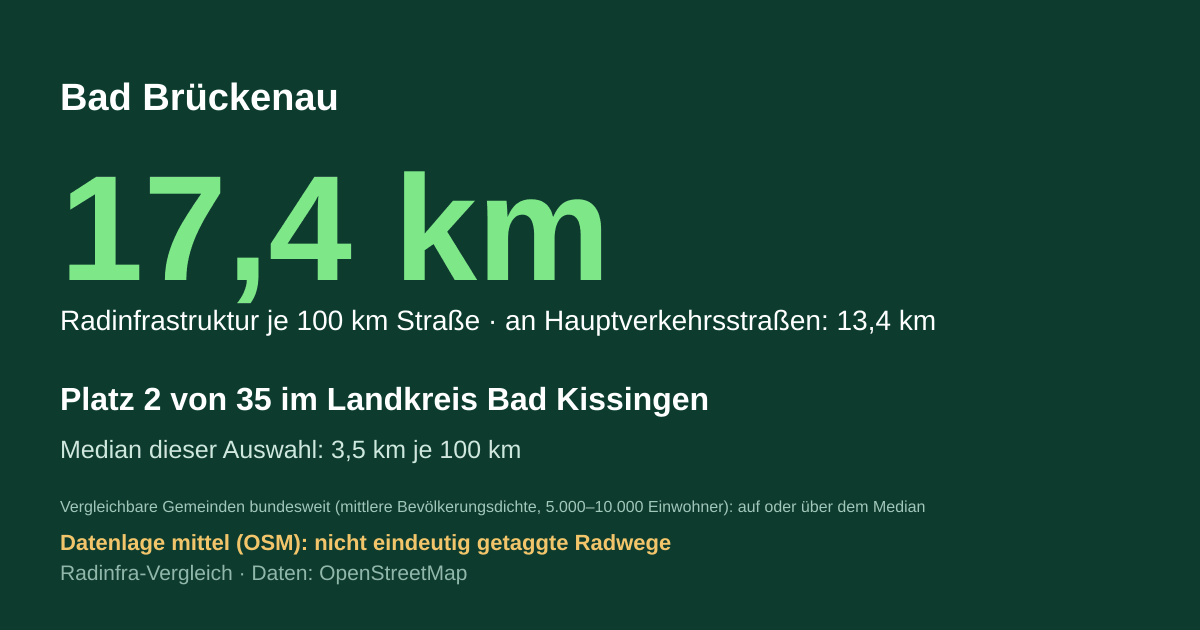 Bad Brückenau
17,4 km
Radinfrastruktur je 100 km Straße · an Hauptverkehrsstraßen: 13,4 km
Platz 2 von 35 im Landkreis Bad Kissingen
Median dieser Auswahl: 3,5 km je 100 km
Vergleichbare Gemeinden bundesweit (mittlere Bevölkerungsdichte, 5.000–10.000 Einwohner): auf oder über dem Median
Datenlage mittel (OSM): nicht eindeutig getaggte Radwege
Radinfra-Vergleich · Daten: OpenStreetMap